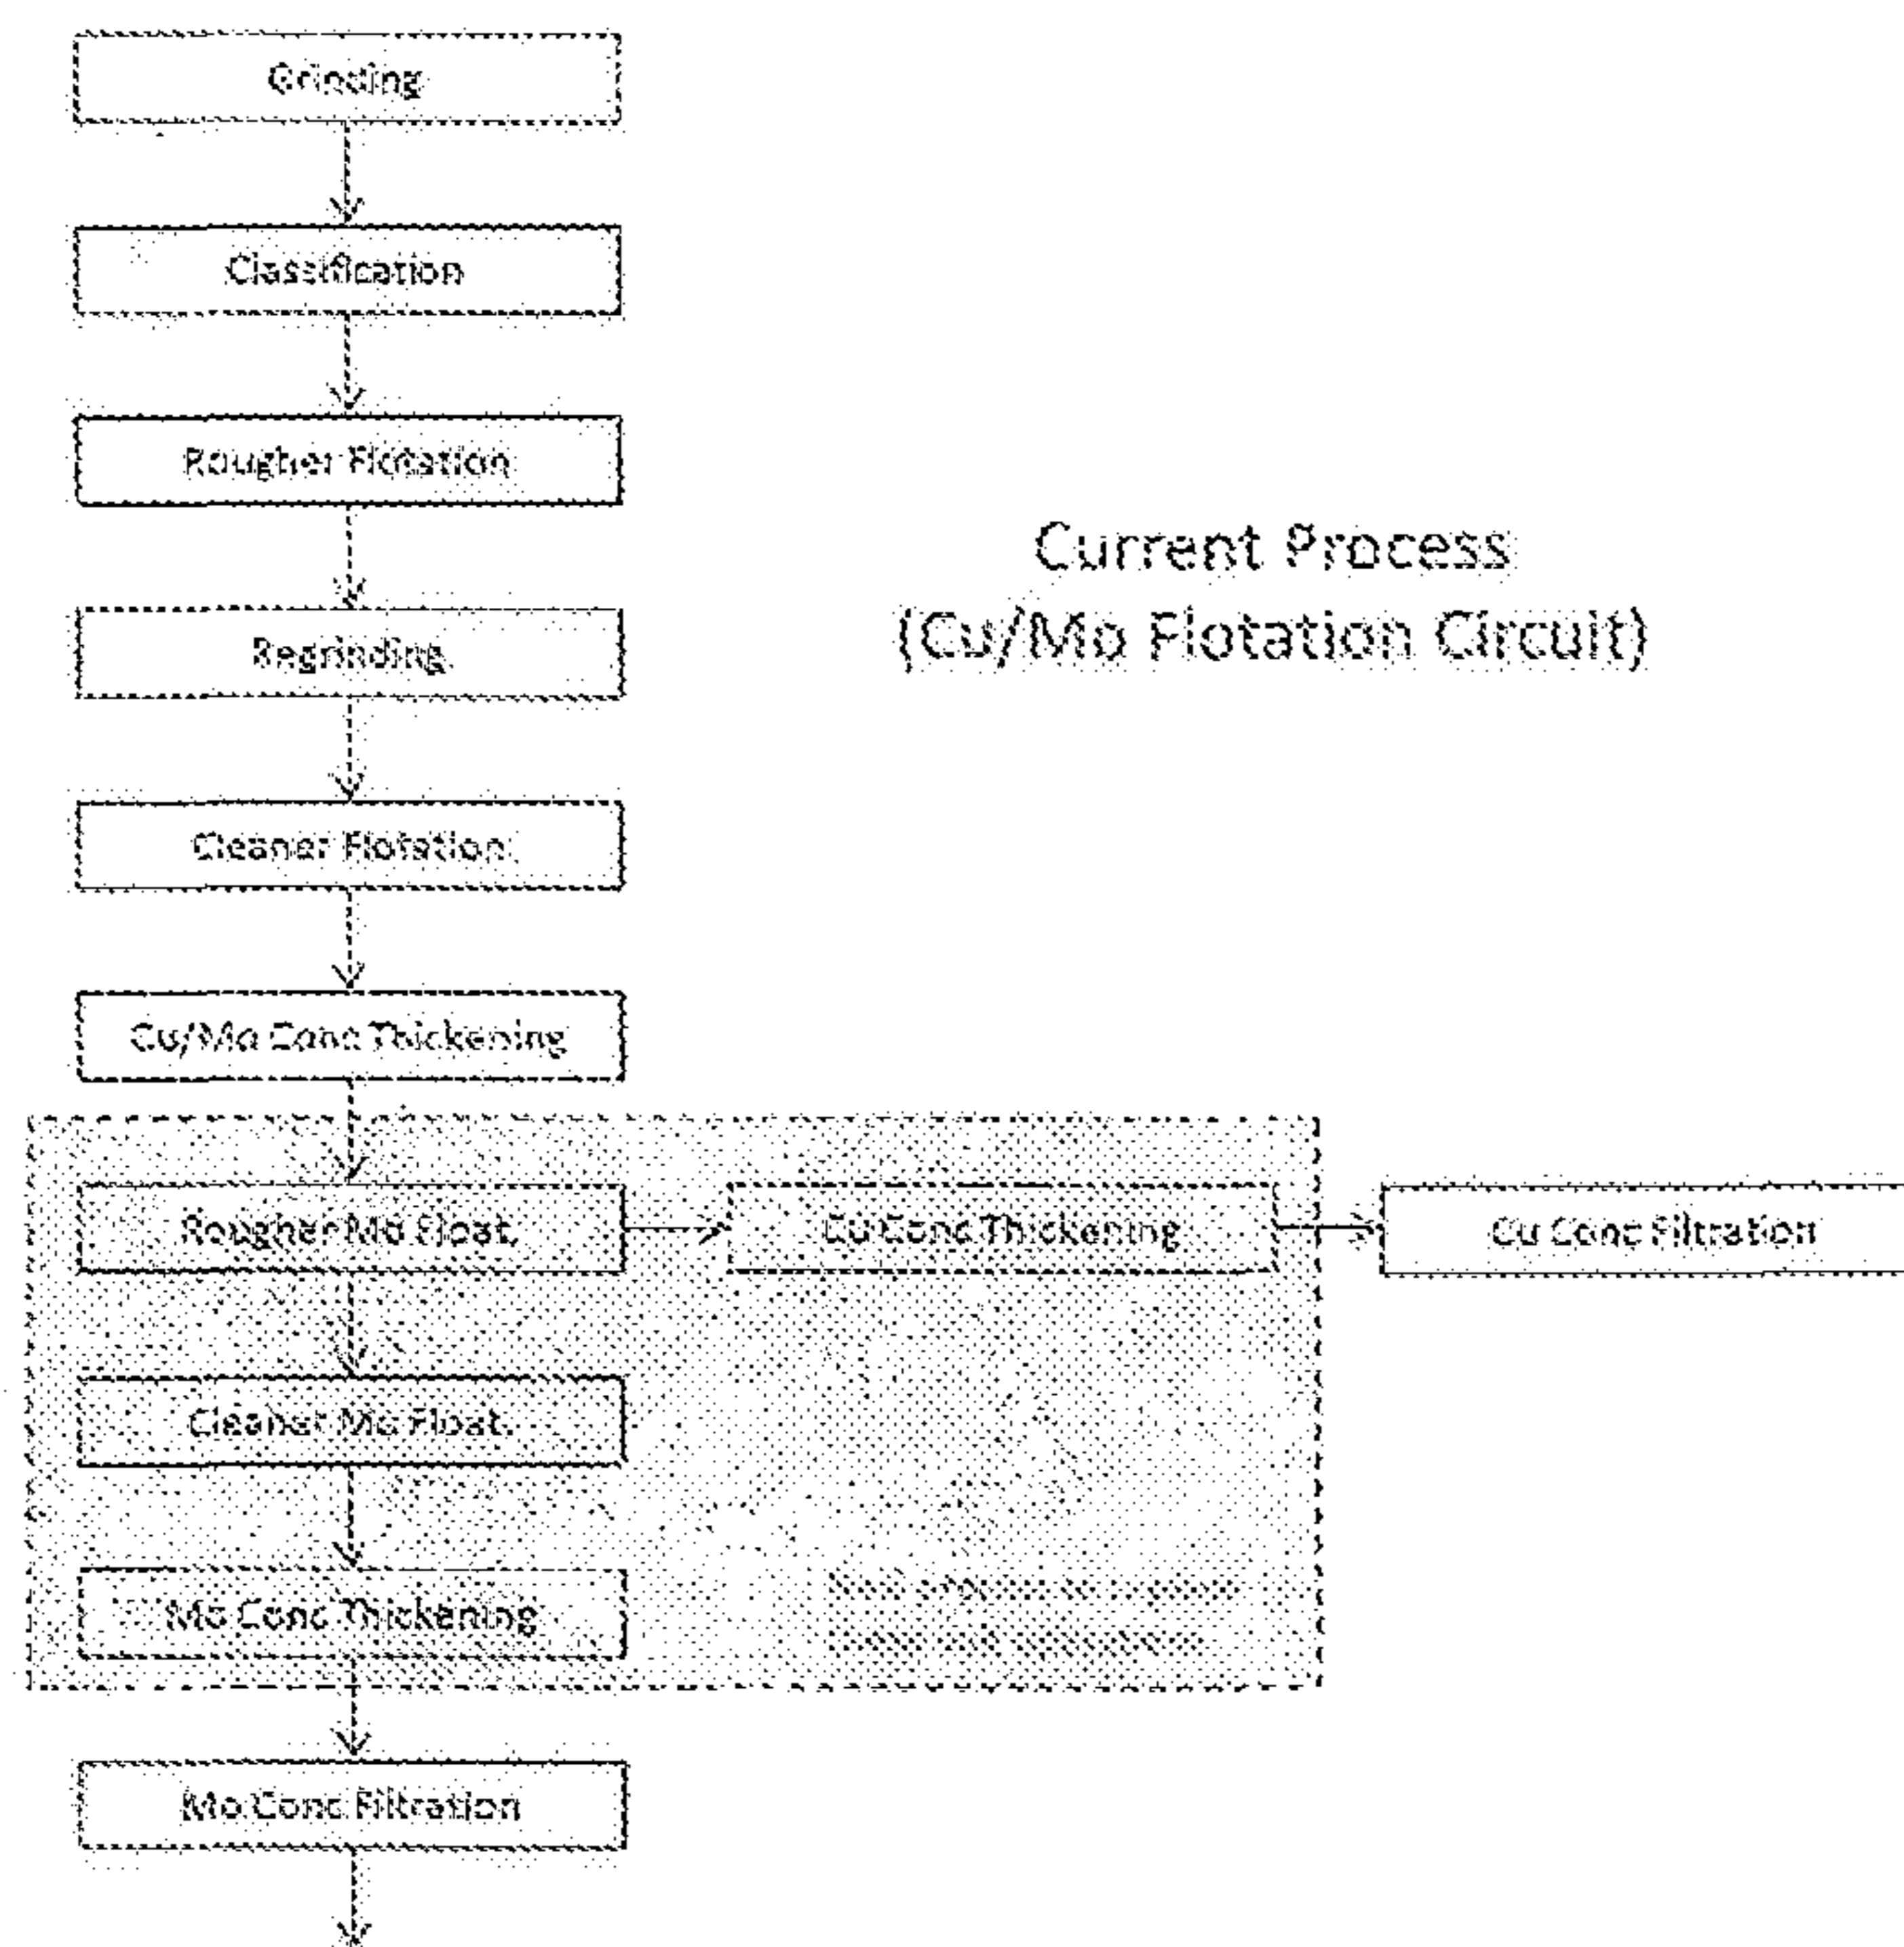 Grinding
Classification
Rougher Flotation
Current Process
(Cu/Mo Flotation Circuit)
Regrinding
Cleaner Flotation
Cu/Mo Conc Thickening
Rougher Mo Float.
Cu Conc Thickening
Cu Conc Filtration
Cleaner Mo Float.
Mo Conc Thickening
Mo Conc Filtration